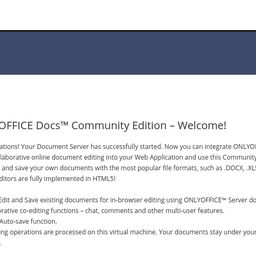 OFFICE Docs™ Community Edition – Welcome!
ations! Your Document Server has successfully started. Now you can integrate ONLYO
llaborative online document editing into your Web Application and use this Community
and save your own documents with the most popular file formats, such as .DOCX, .XLS
ditors are fully implemented in HTML5!
Edit and Save existing documents for in-browser editing using ONLYOFFICE™ Server do
orative co-editing functions – chat, comments and other multi-user features.
Auto-save function.
ing operations are processed on this virtual machine. Your documents stay under your